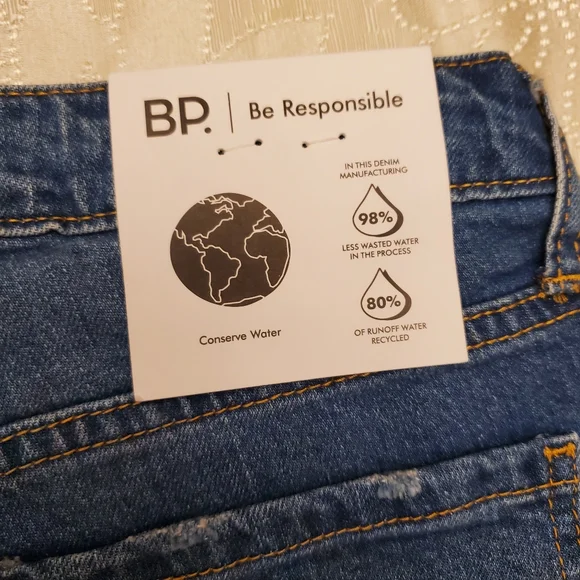 BP. | Be Responsible
IN THIS DENIM
MANUFACTURING
98%
LESS WASTED WATER
IN THE PROCESS
80%
OF RUNOFF WATER
RECYCLED
Conserve Water